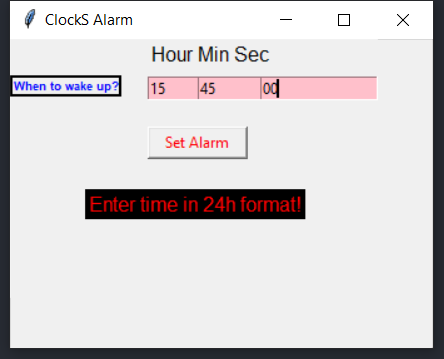 ClockS Alarm
Hour Min Sec
When to wake up? 15 45 00
Set Alarm
Enter time in 24h format!